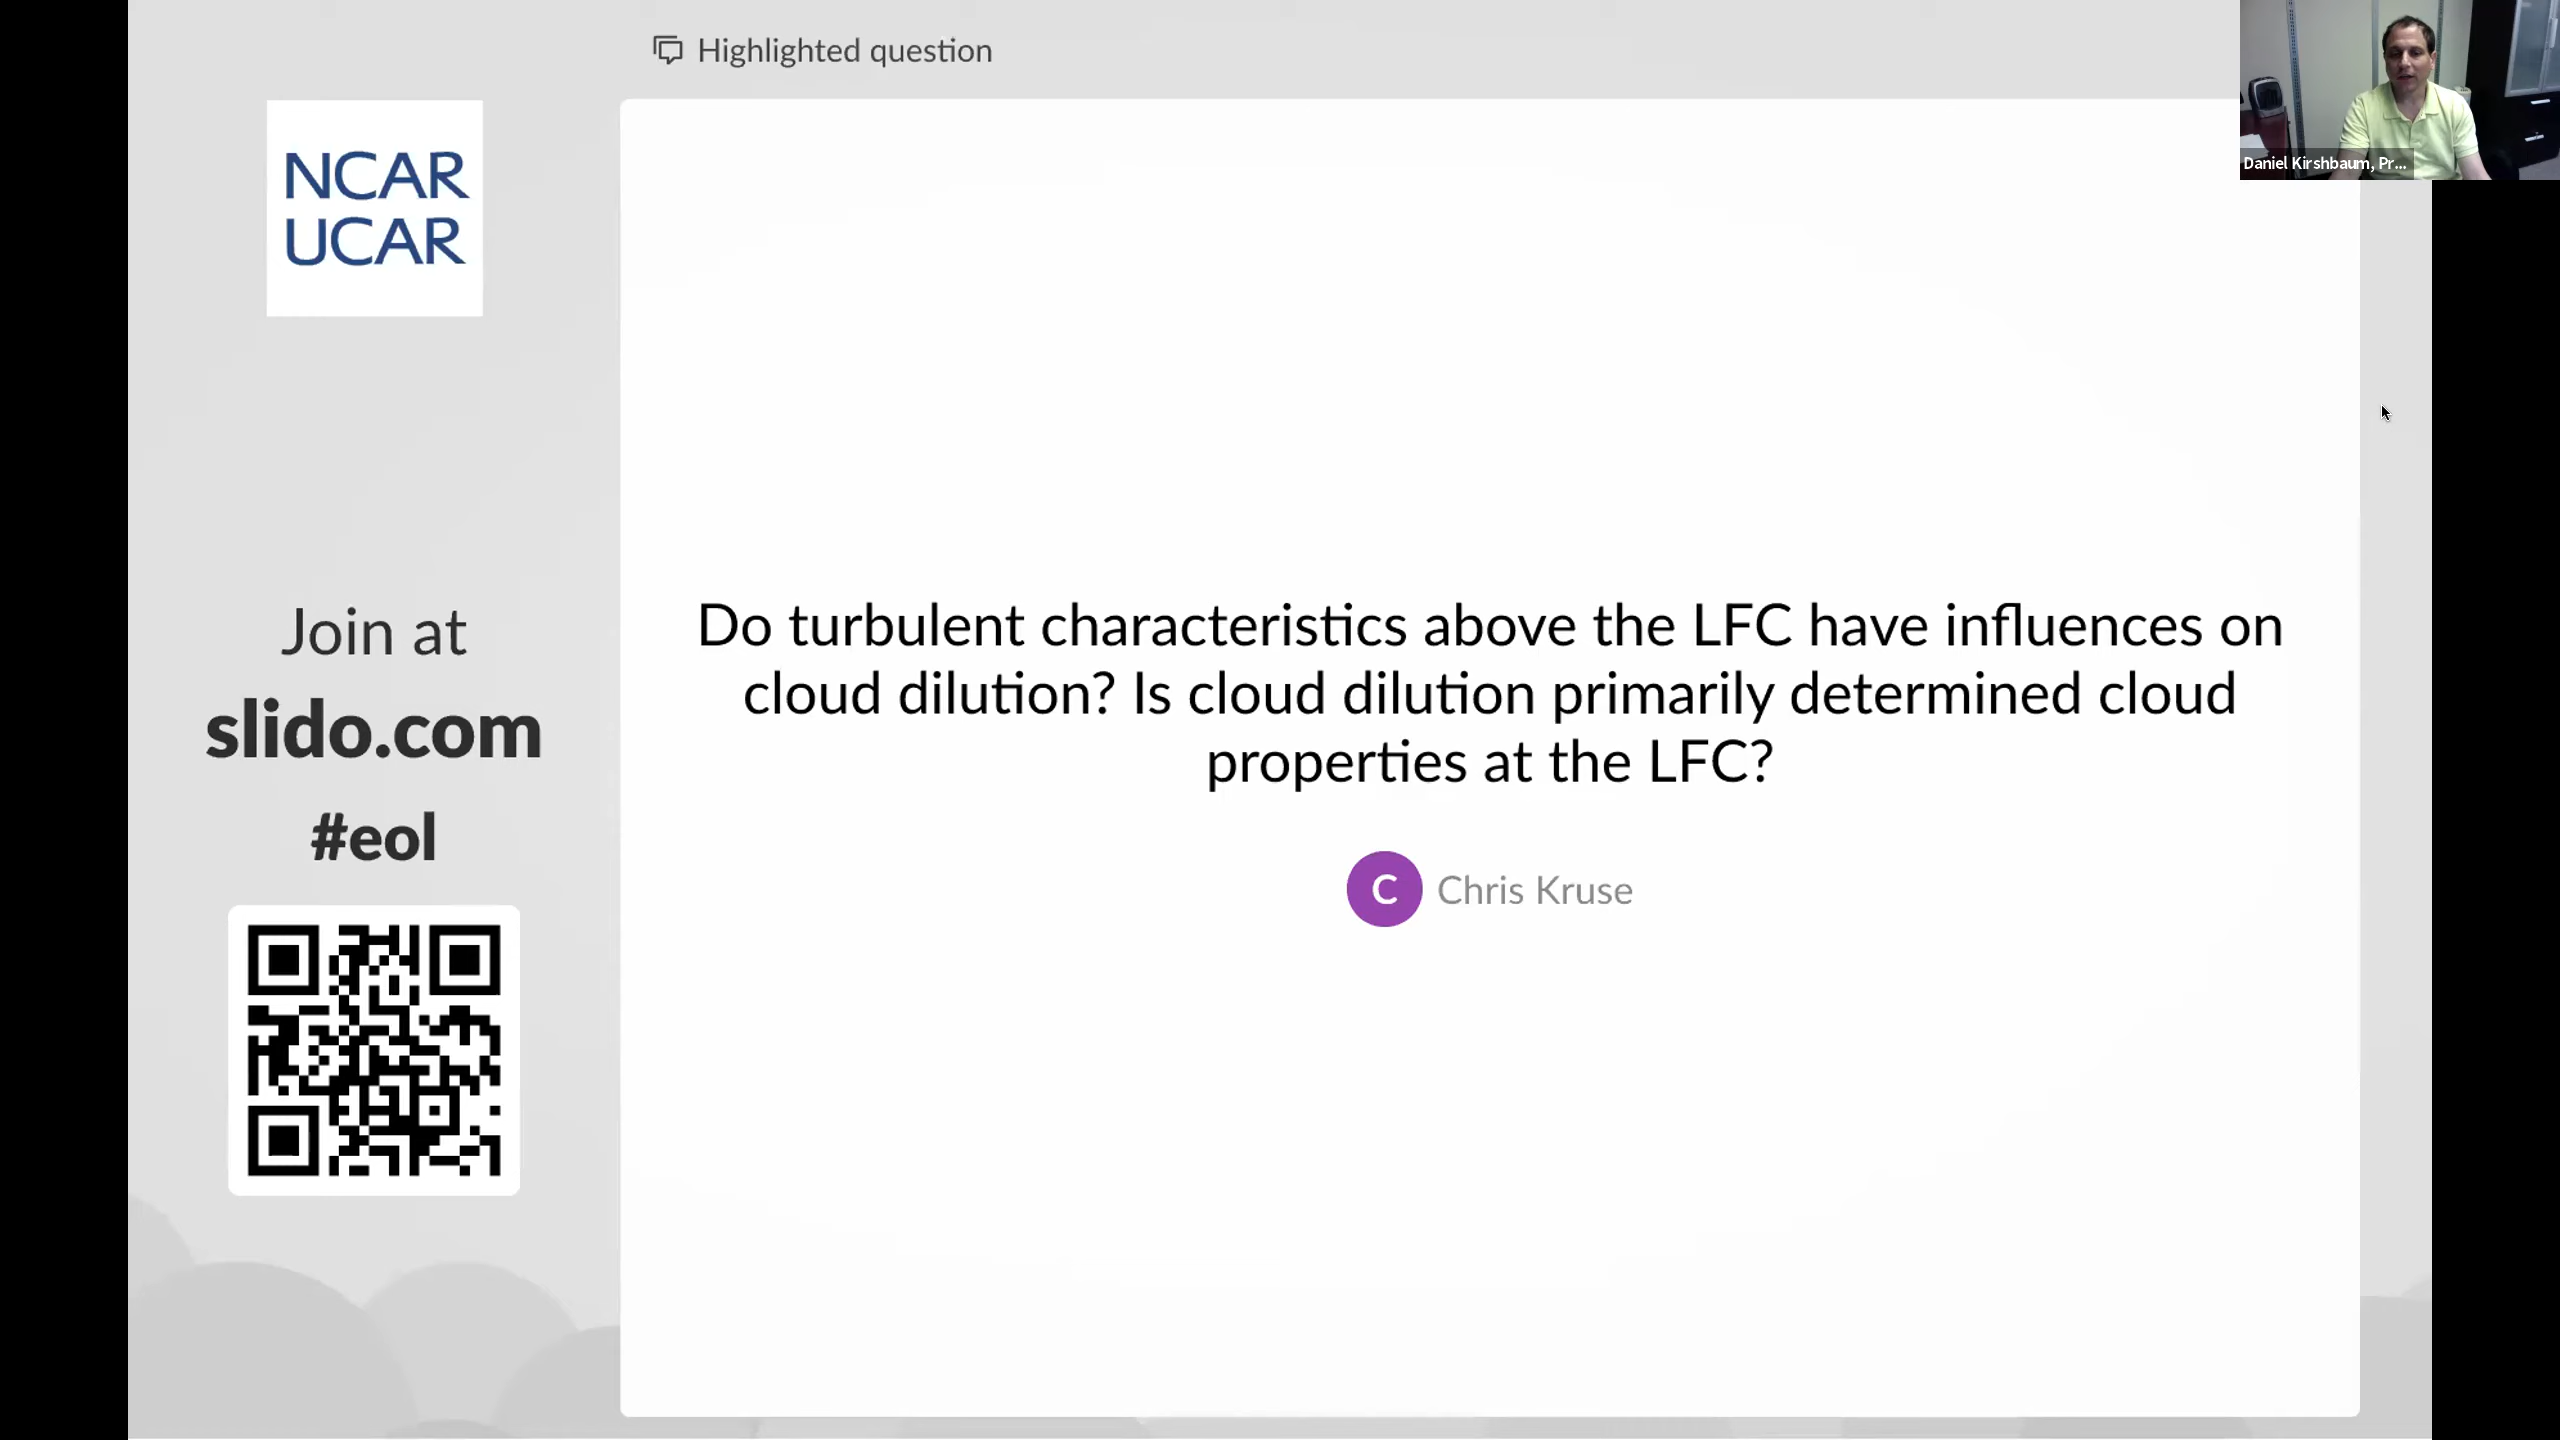 Highlighted question
NCAR
UCAR
Join at
slido.com
#eol
Do turbulent characteristics above the LFC have influences on
cloud dilution? Is cloud dilution primarily determined cloud
properties at the LFC?
C Chris Kruse
Daniel Kirshbaum, Pr...